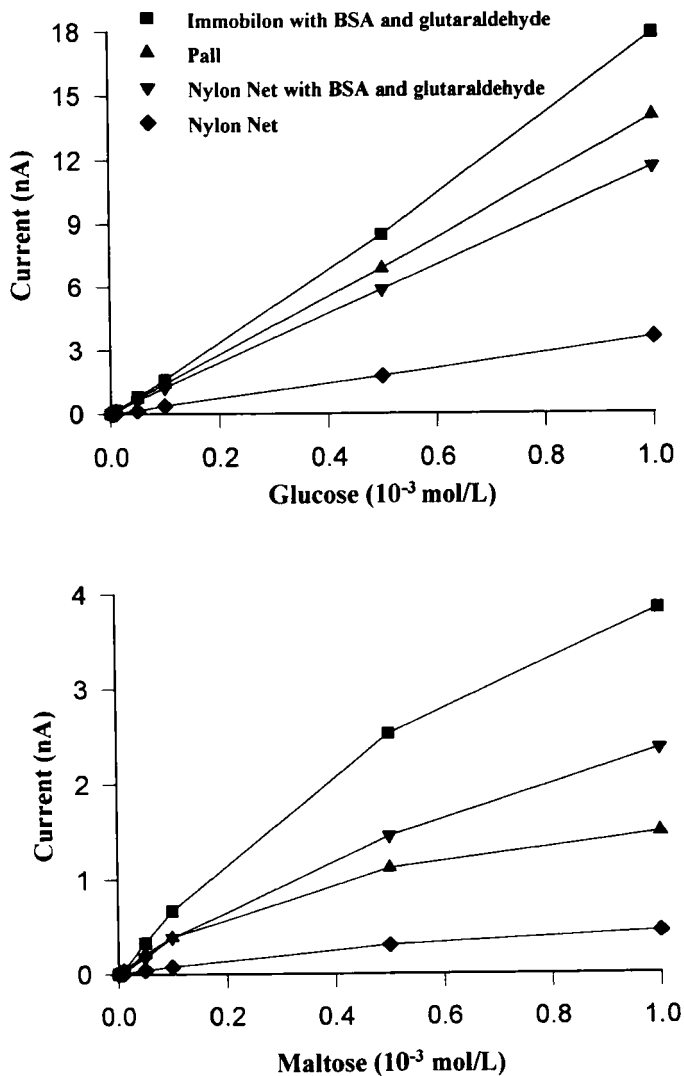 Immobilon with BSA and glutaraldehyde
Pall
Nylon Net with BSA and glutaraldehyde
Nylon Net
18
15
12
9
6
3
0
Current (nA)
0.0 0.2 0.4 0.6 0.8 1.0
Glucose (10⁻³ mol/L)
4
3
2
1
0
Current (nA)
0.0 0.2 0.4 0.6 0.8 1.0
Maltose (10⁻³ mol/L)